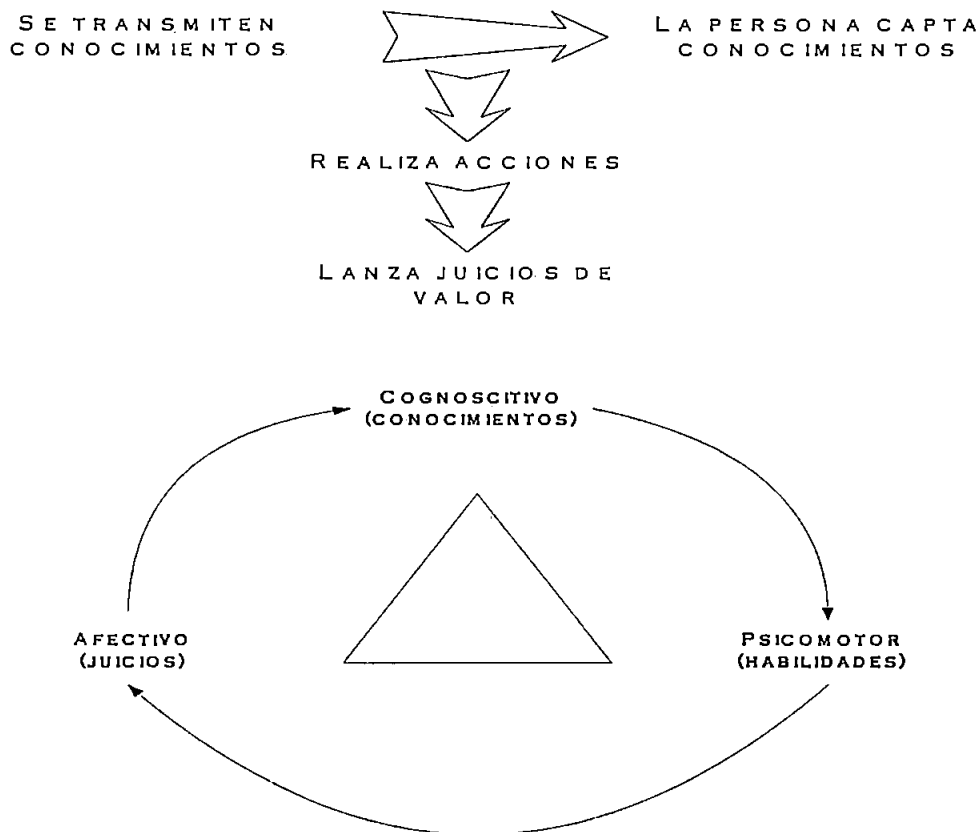 SE TRANSMITEN
CONOCIMIENTOS
LA PERSONA CAPTA
CONOCIMIENTOS
REALIZA ACCIONES
LANZA JUICIOS DE
VALOR
COGNOSCITIVO
(CONOCIMIENTOS)
AFECTIVO
(JUICIOS)
PSICOMOTOR
(HABILIDADES)